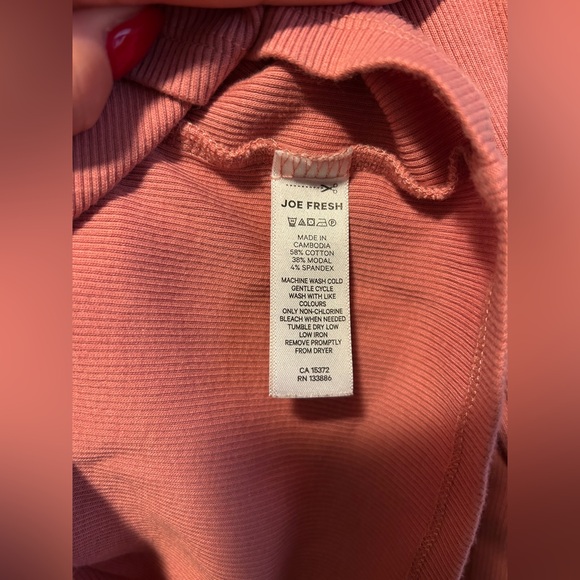 JOE FRESH
MADE IN
CAMBODIA
58% COTTON
38% MODAL
4% SPANDEX
MACHINE WASH COLD
GENTLE CYCLE
WASH WITH LIKE
COLOURS
ONLY NON-CHLORINE
BLEACH WHEN NEEDED
TUMBLE DRY LOW
LOW IRON
REMOVE PROMPTLY
FROM DRYER
CA 15372
RN 133886